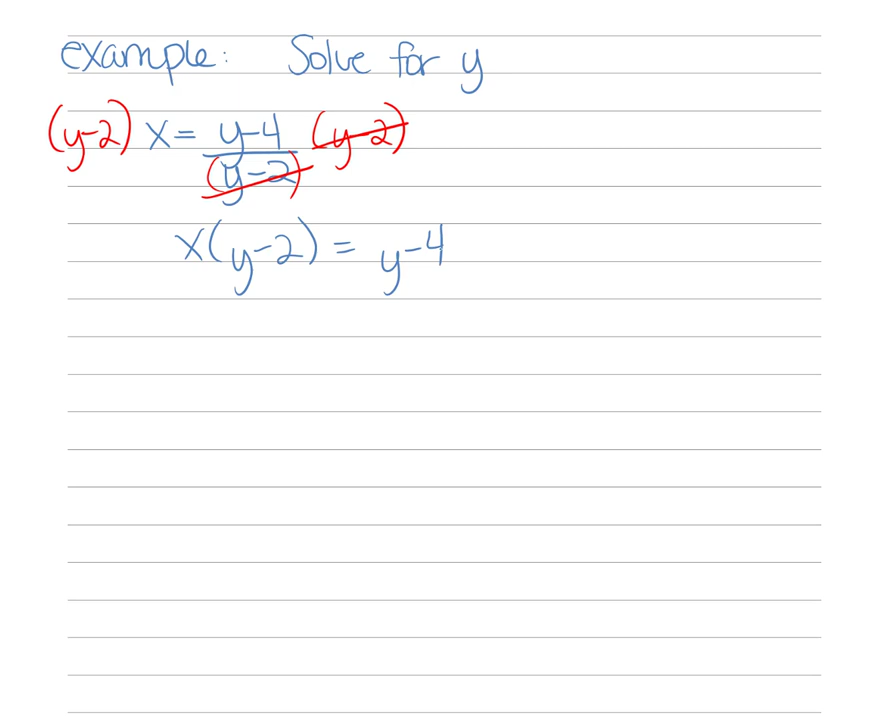 example: Solve for y
(y-2) x = y-4 (y-2)
(y-2)
x(y-2) = y-4